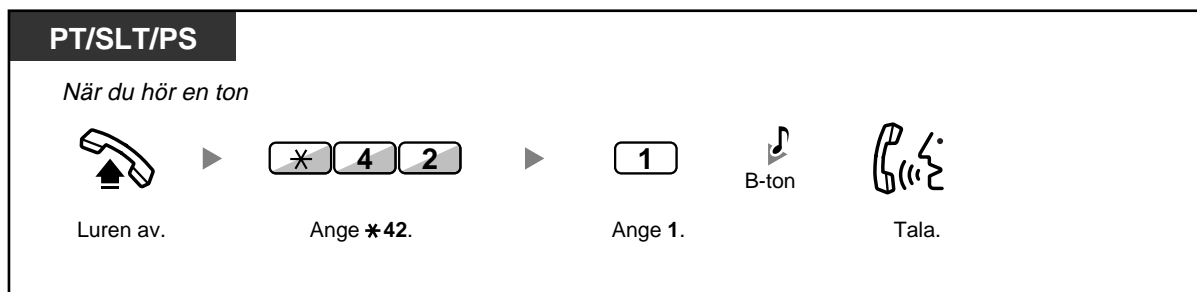 PT/SLT/PS
När du hör en ton
* 4 2 1
B-ton
Luren av. Ange *42. Ange 1. Tala.